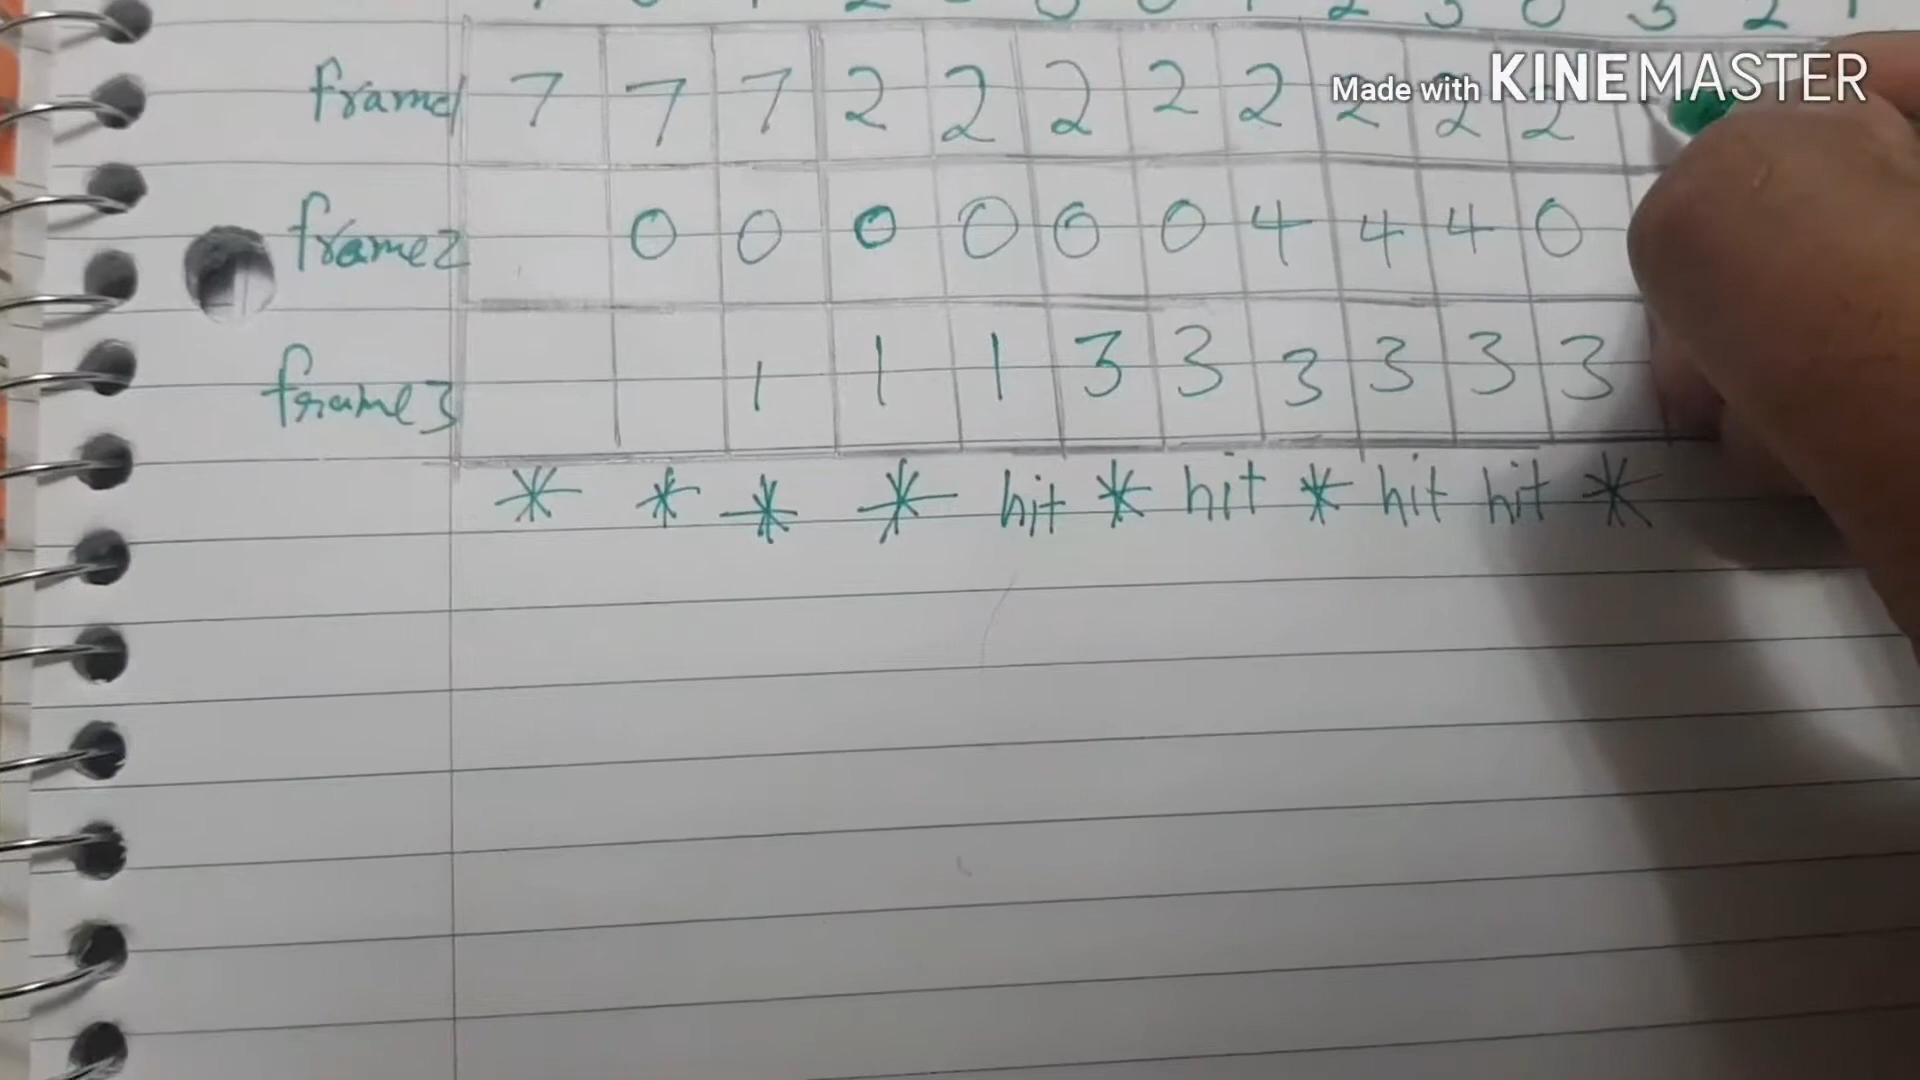 frame1 7 7 7 2 2 2 2 2 2 2 2
Made with KINEMASTER
frame2 0 0 0 0 0 0 4 4 4 0
frame3 1 1 1 3 3 3 3 3 3
* * * * hit * hit * hit hit *